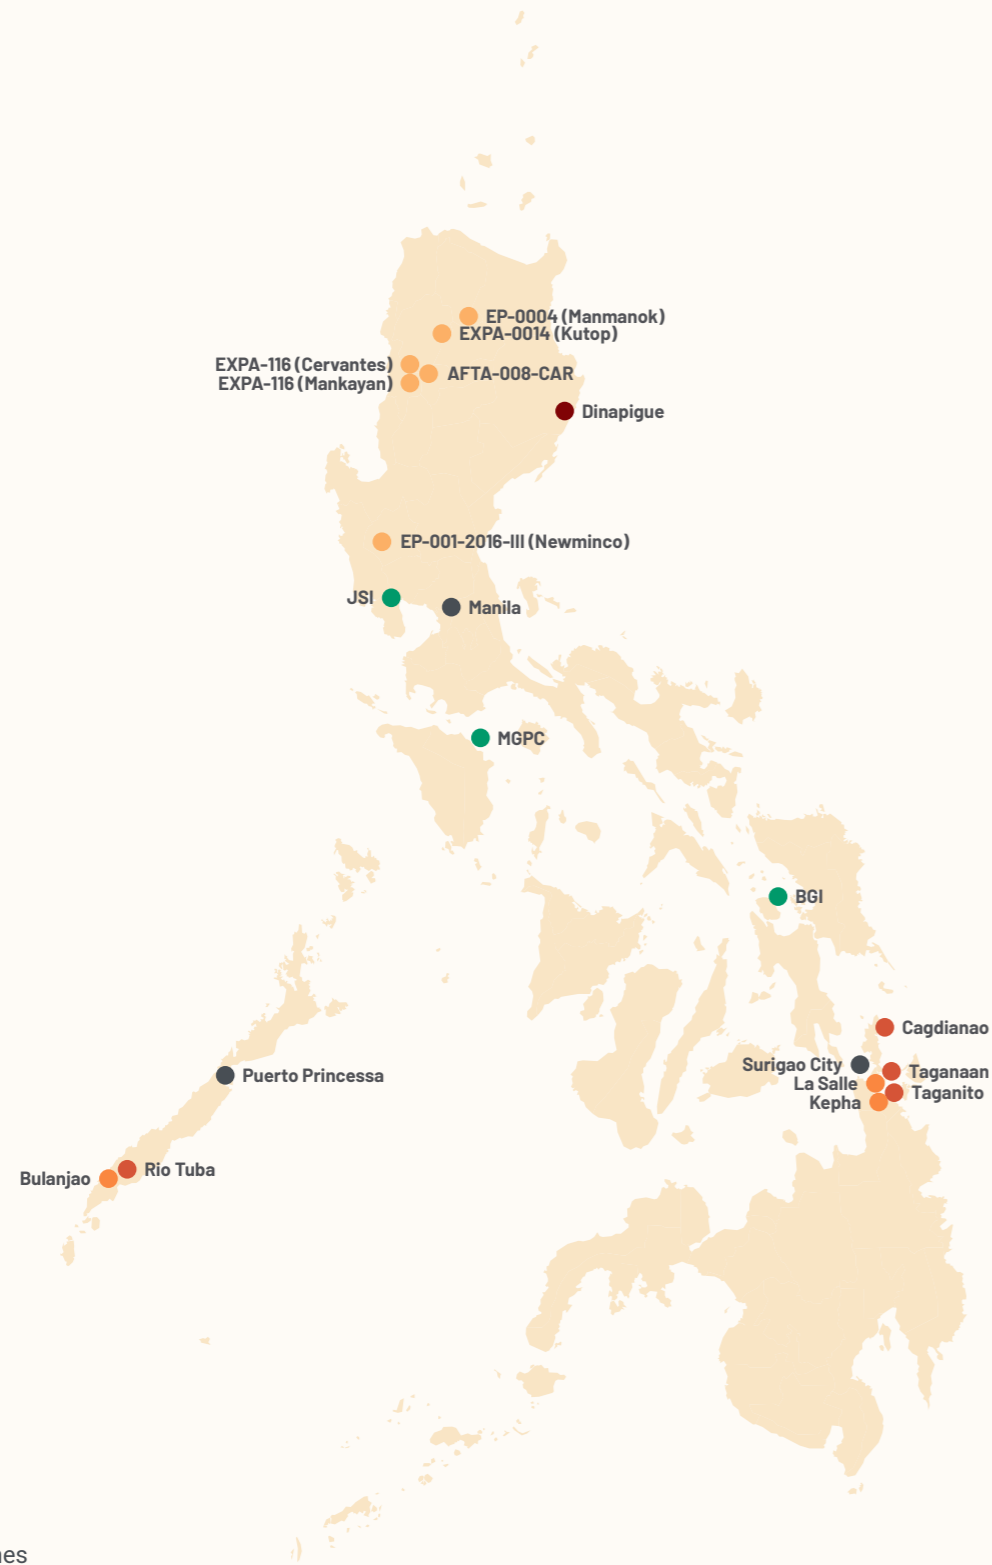 EP-0004 (Manmanok)
EXPA-0014 (Kutop)
EXPA-116 (Cervantes)
AFTA-008-CAR
EXPA-116 (Mankayan)
Dinapigue
EP-001-2016-III (Newminco)
JSI
Manila
MGPC
BGI
Cagdianao
Surigao City
Taganaan
La Salle
Taganito
Kepha
Puerto Princessa
Rio Tuba
Bulanjao